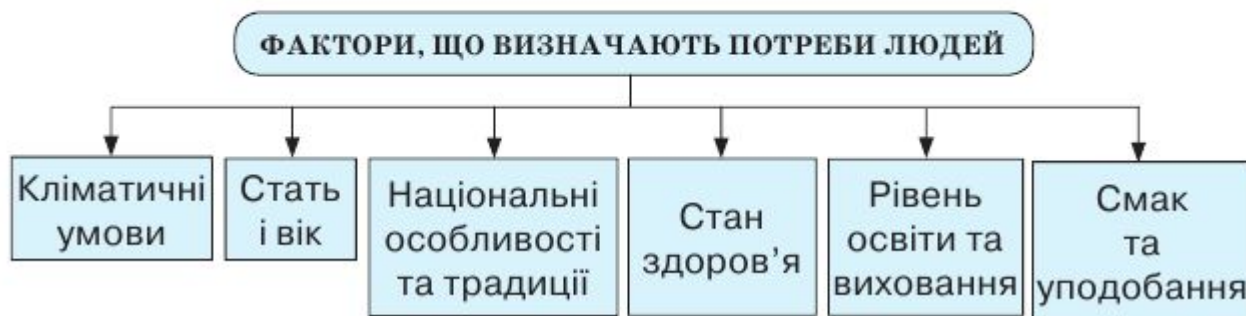 ФАКТОРИ, ЩО ВИЗНАЧАЮТЬ ПОТРЕБИ ЛЮДЕЙ
Кліматичні
умови
Стать
і вік
Національні
особливості
та традиції
Стан
здоров’я
Рівень
освіти та
виховання
Смак
та
уподобання